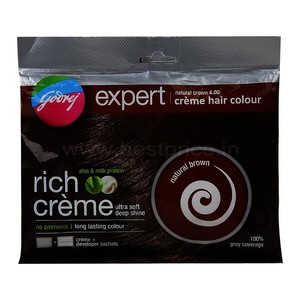 natural brown 4.00
Godrej expert crème hair colour
aloe & milk protein
natural brown
rich
crème
ultra soft
deep shine
no ammonia | long lasting colour
crème +
developer sachets
100%
grey coverage